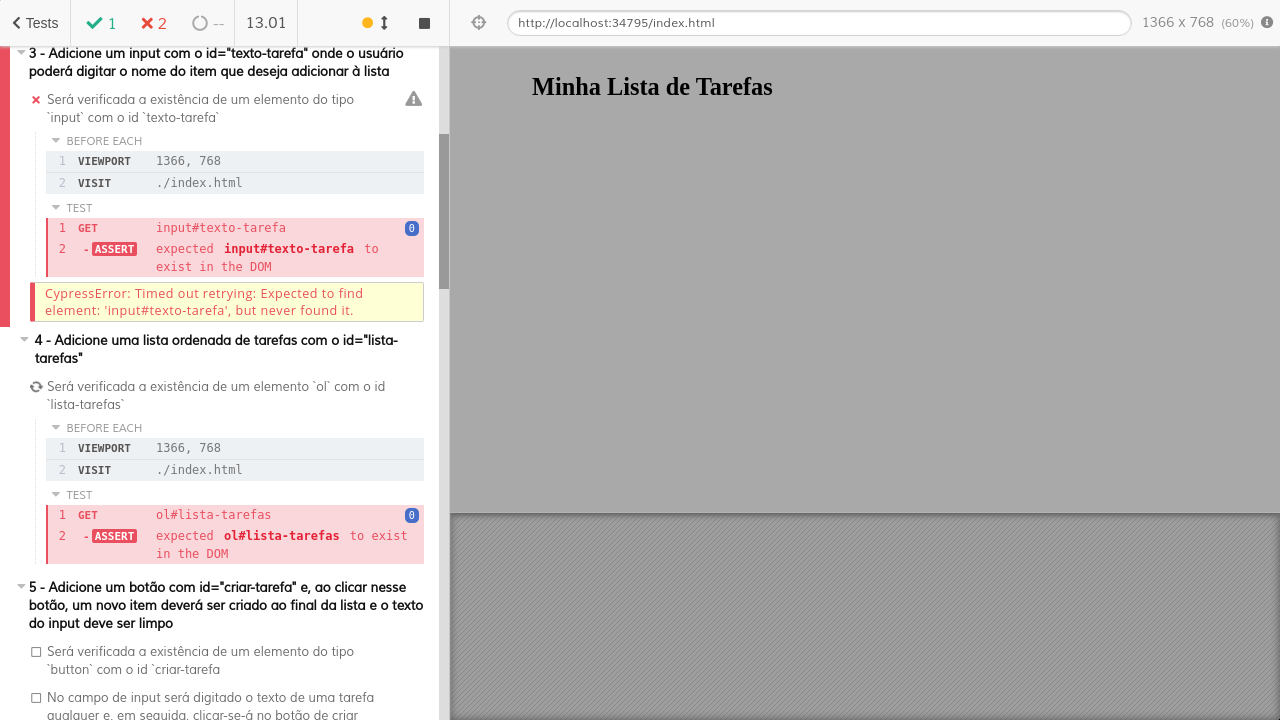 Tests
1
2
--
13.01
http://localhost:34795/index.html
1366 x 768 (60%)
3 - Adicione um input com o id="texto-tarefa" onde o usuário
poderá digitar o nome do item que deseja adicionar à lista
Será verificada a existência de um elemento do tipo
`input` com o id `texto-tarefa`
BEFORE EACH
1 VIEWPORT 1366, 768
2 VISIT ./index.html
TEST
1 GET input#texto-tarefa 0
2 -ASSERT expected input#texto-tarefa to
exist in the DOM
CypressError: Timed out retrying: Expected to find
element: 'input#texto-tarefa', but never found it.
4 - Adicione uma lista ordenada de tarefas com o id="lista-
tarefas"
Será verificada a existência de um elemento `ol` com o id
`lista-tarefas`
BEFORE EACH
1 VIEWPORT 1366, 768
2 VISIT ./index.html
TEST
1 GET ol#lista-tarefas 0
2 -ASSERT expected ol#lista-tarefas to exist
in the DOM
5 - Adicione um botão com id="criar-tarefa" e, ao clicar nesse
botão, um novo item deverá ser criado ao final da lista e o texto
do input deve ser limpo
Será verificada a existência de um elemento do tipo
`button` com o id `criar-tarefa
No campo de input será digitado o texto de uma tarefa
qualquer e, em seguida, clicar-se-á no botão de criar
Minha Lista de Tarefas